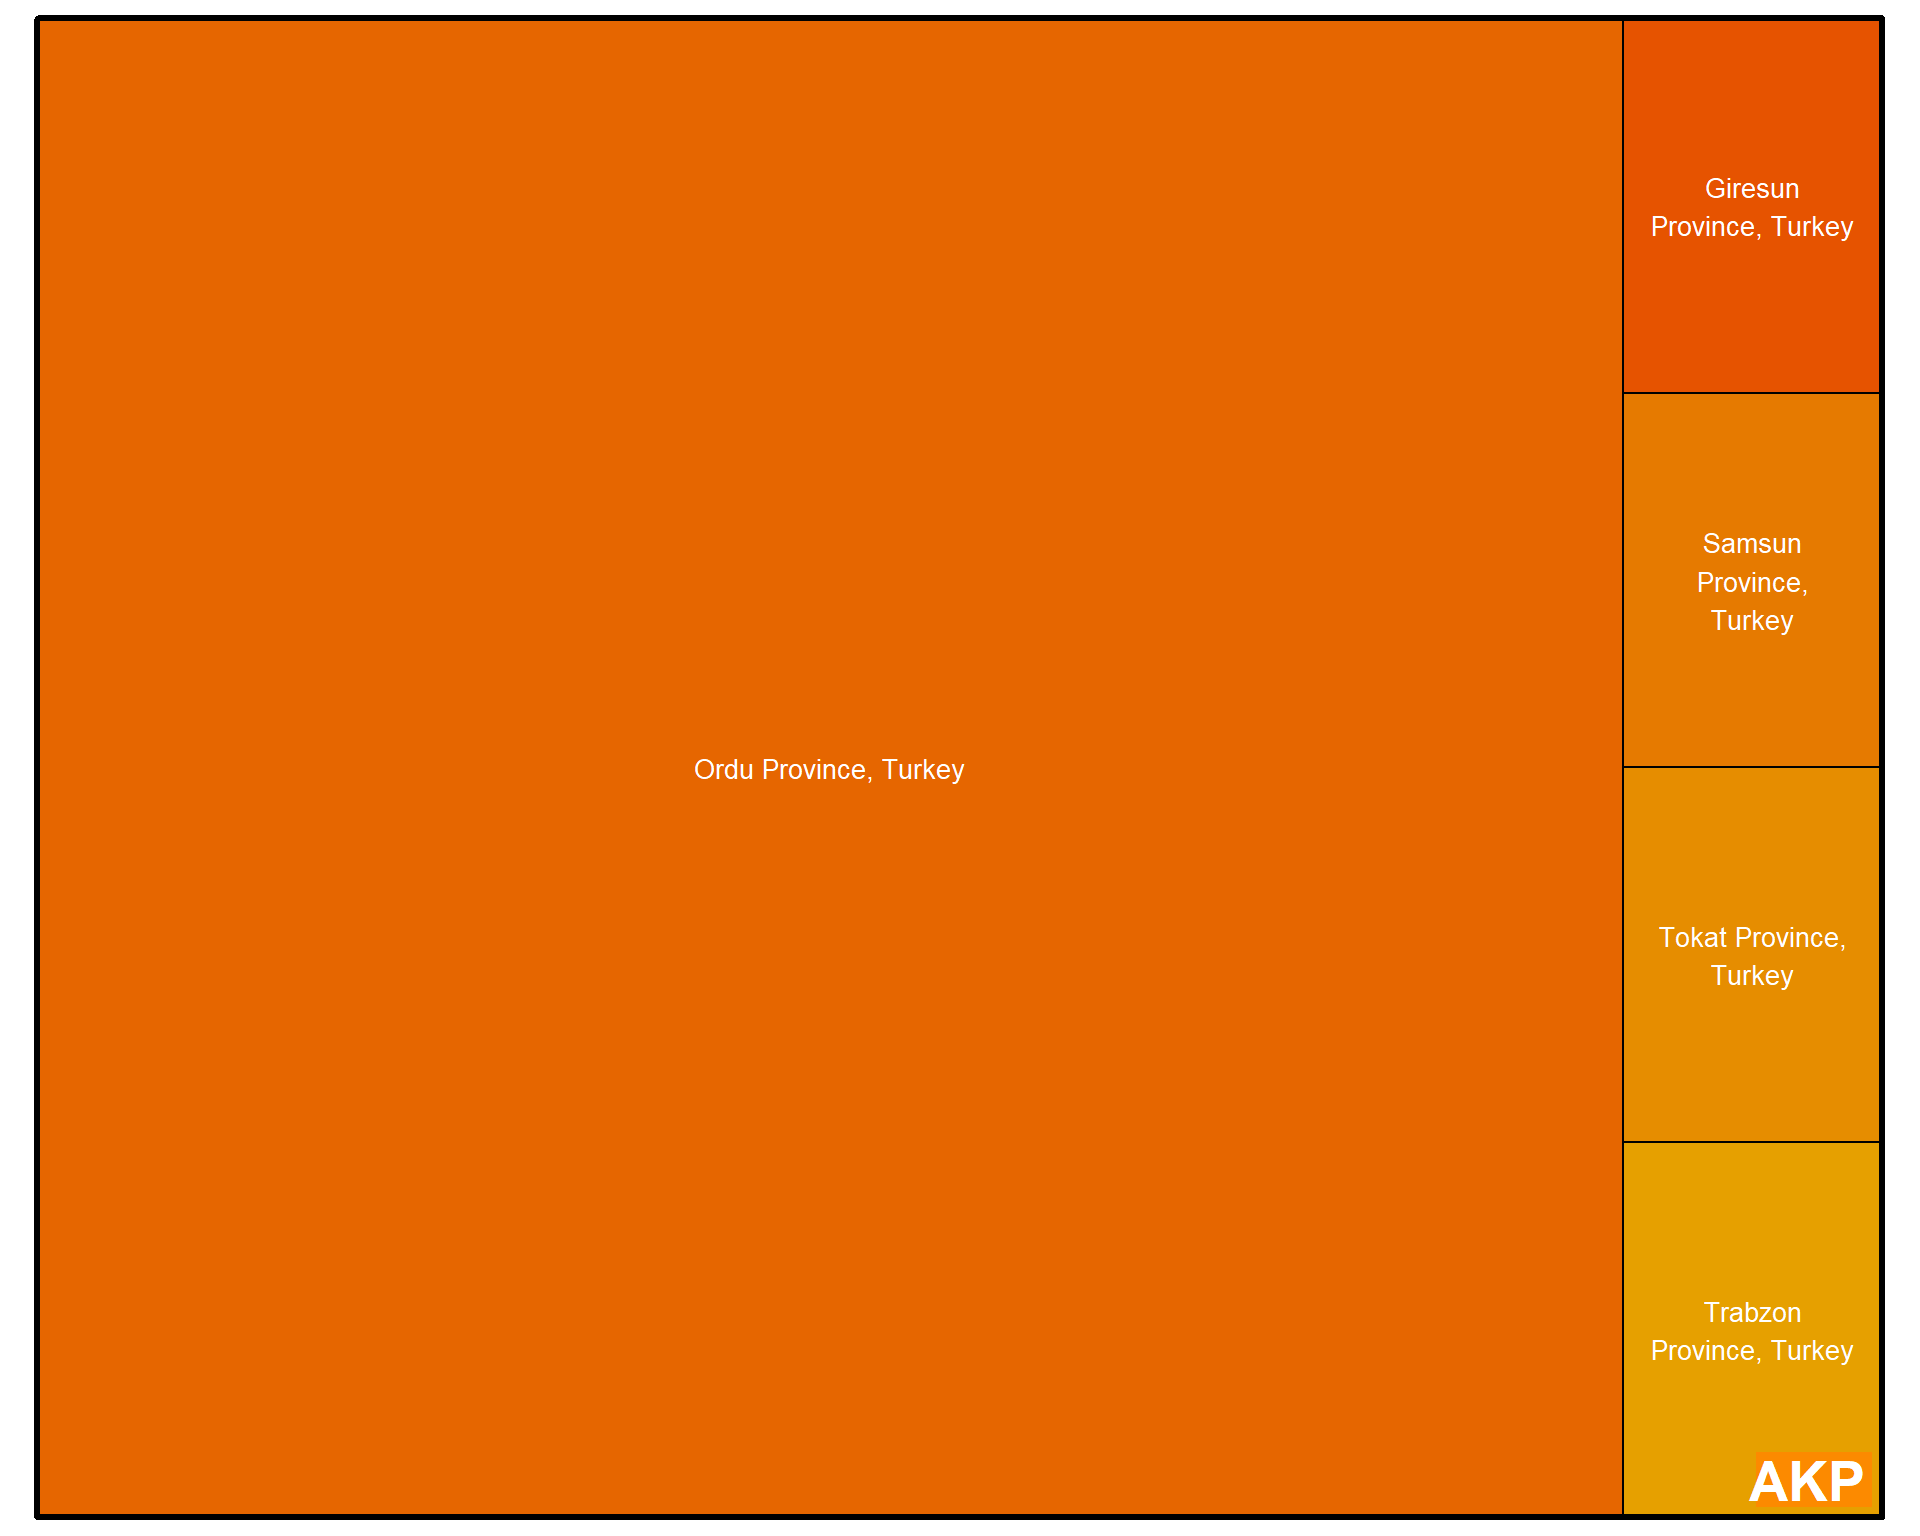 Ordu Province, Turkey
Giresun
Province, Turkey
Samsun
Province,
Turkey
Tokat Province,
Turkey
Trabzon
Province, Turkey
AKP